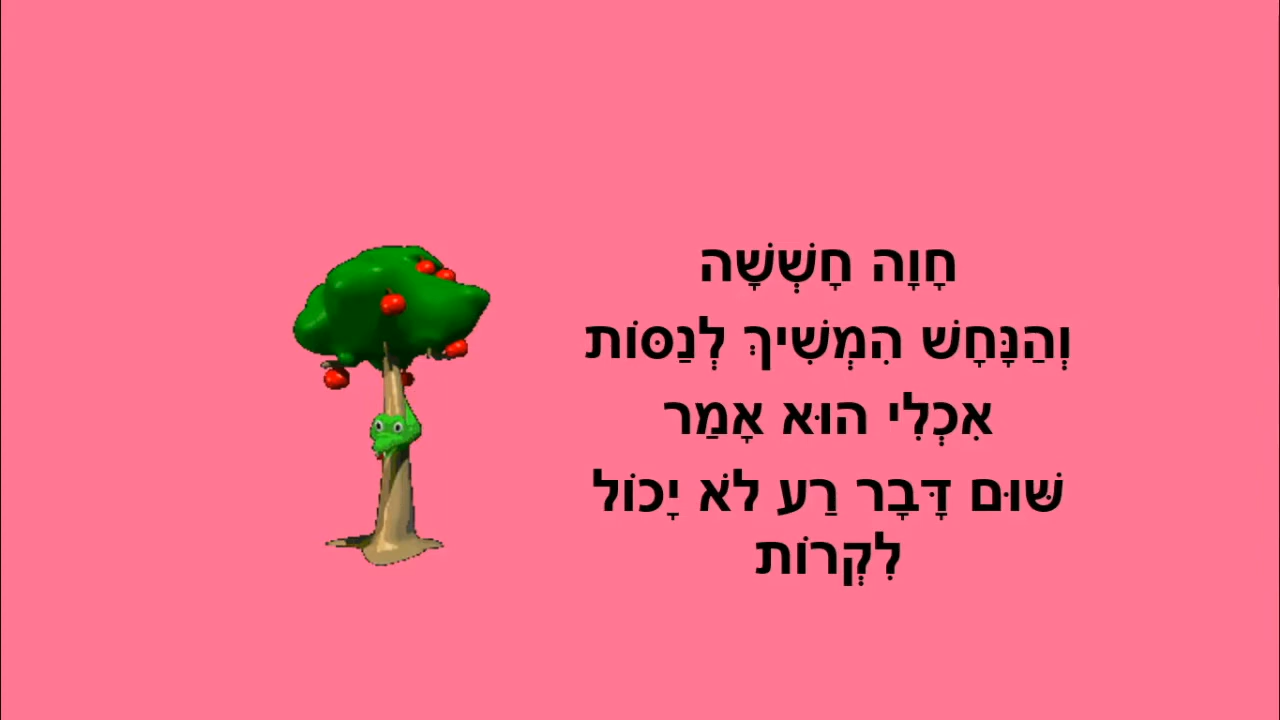 חָוָה חָשְׁשָׁה
וְהַנָּחָשׁ הִמְשִׁיךְ לְנַסּוֹת
אִכְלִי הוּא אָמַר
שׁוּם דָּבָר רַע לֹא יָכוֹל
לִקְרוֹת